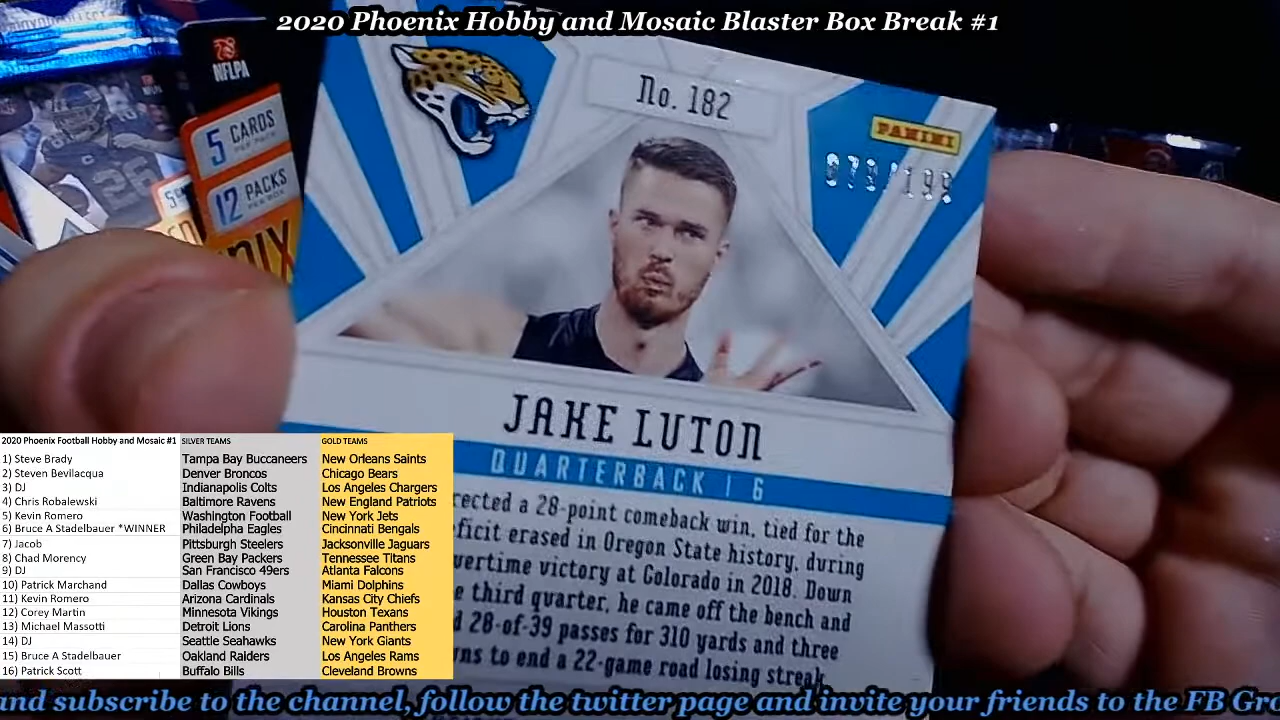 2020 Phoenix Hobby and Mosaic Blaster Box Break #1
NFLPA
5 CARDS
12 PACKS
No. 182
PANINI
JAKE LUTON
QUARTERBACK | 6
rected a 28-point comeback win, tied for the
ficit erased in Oregon State history, during
vertime victory at Colorado in 2018. Down
e third quarter, he came off the bench and
d 28-of-39 passes for 310 yards and three
ns to end a 22-game road losing streak.
2020 Phoenix Football Hobby and Mosaic #1 SILVER TEAMS GOLD TEAMS
1) Steve Brady Tampa Bay Buccaneers New Orleans Saints
2) Steven Bevilacqua Denver Broncos Chicago Bears
3) DJ Indianapolis Colts Los Angeles Chargers
4) Chris Robalewski Baltimore Ravens New England Patriots
5) Kevin Romero Washington Football New York Jets
6) Bruce A Stadelbauer *WINNER Philadelpha Eagles Cincinnati Bengals
7) Jacob Pittsburgh Steelers Jacksonville Jaguars
8) Chad Morency Green Bay Packers Tennessee Titans
9) DJ San Francisco 49ers Atlanta Falcons
10) Patrick Marchand Dallas Cowboys Miami Dolphins
11) Kevin Romero Arizona Cardinals Kansas City Chiefs
12) Corey Martin Minnesota Vikings Houston Texans
13) Michael Massotti Detroit Lions Carolina Panthers
14) DJ Seattle Seahawks New York Giants
15) Bruce A Stadelbauer Oakland Raiders Los Angeles Rams
16) Patrick Scott Buffalo Bills Cleveland Browns
and subscribe to the channel, follow the twitter page and invite your friends to the FB Gro